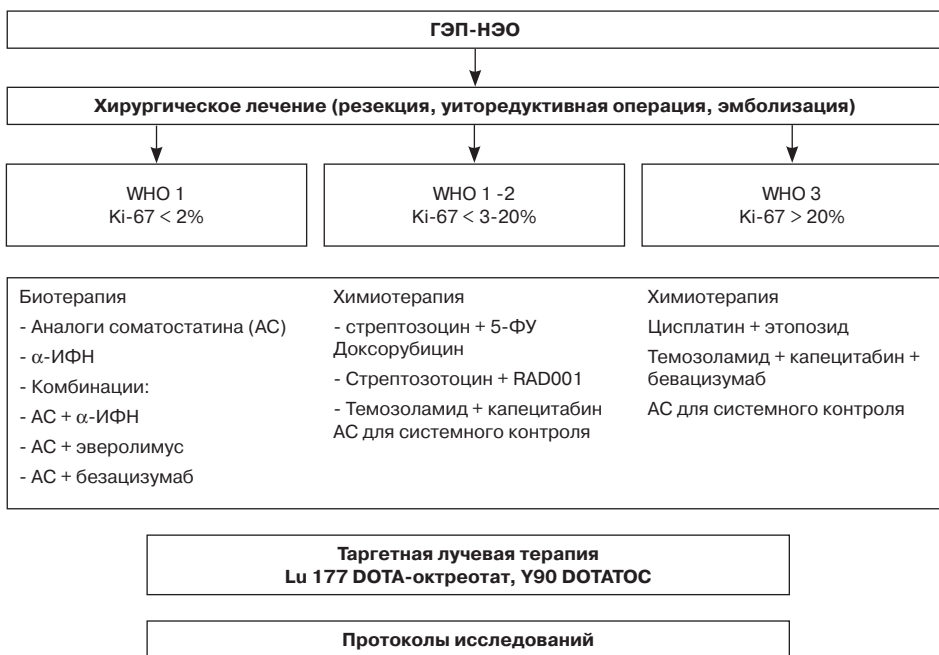 ГЭП-НЭО
Хирургическое лечение (резекция, уиторедуктивная операция, эмболизация)
WHO 1
Ki-67 < 2%
WHO 1 -2
Ki-67 < 3-20%
WHO 3
Ki-67 > 20%
Биотерапия
- Аналоги соматостатина (АС)
- α-ИФН
- Комбинации:
- АС + α-ИФН
- АС + эверолимус
- АС + безацизумаб
Химиотерапия
- стрептозоцин + 5-ФУ
Доксорубицин
- Стрептозотоцин + RAD001
- Темозоламид + капецитабин
АС для системного контроля
Химиотерапия
Цисплатин + этопозид
Темозоламид + капецитабин +
бевацизумаб
АС для системного контроля
Таргетная лучевая терапия
Lu 177 DOTA-октреотат, Y90 DOTATOC
Протоколы исследований